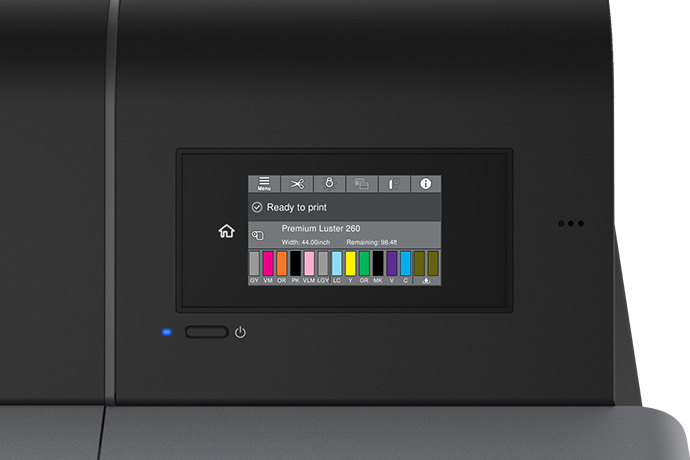 Menu
Ready to print
Premium Luster 260
Width: 44.00inch Remaining: 98.4ft
GY VM OR PK VLM LGY LC Y GR MK V C